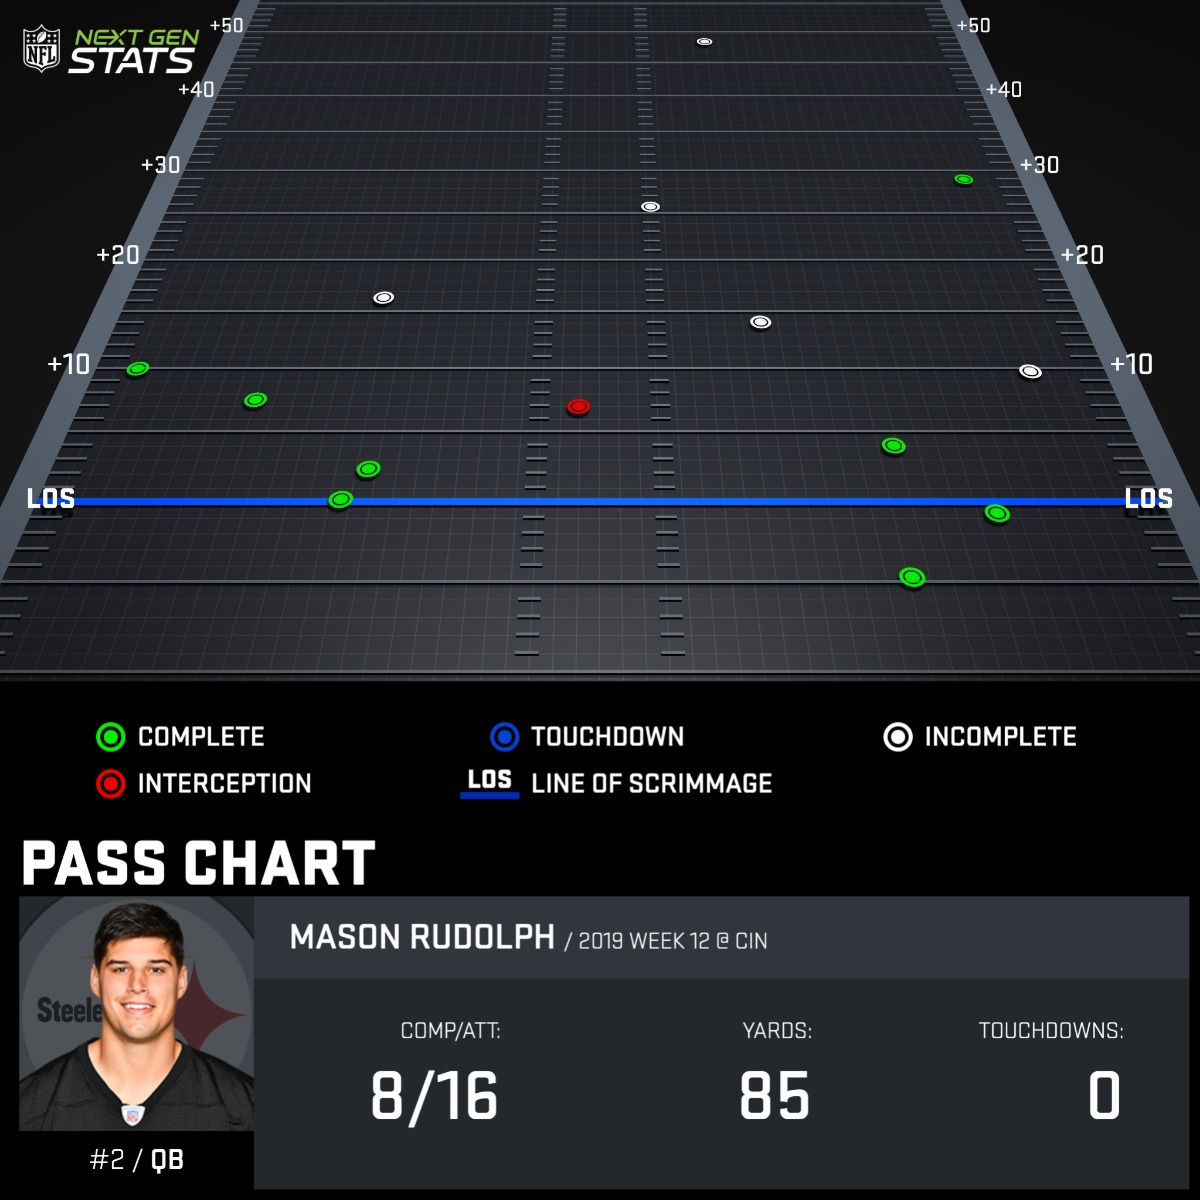 NFL
NEXT GEN
STATS
+50 +50
+40 +40
+30 +30
+20 +20
+10 +10
LOS LOS
COMPLETE TOUCHDOWN INCOMPLETE
INTERCEPTION LOS LINE OF SCRIMMAGE
PASS CHART
MASON RUDOLPH / 2019 WEEK 12 @ CIN
Steele
COMP/ATT: YARDS: TOUCHDOWNS:
8/16 85 0
#2 / QB